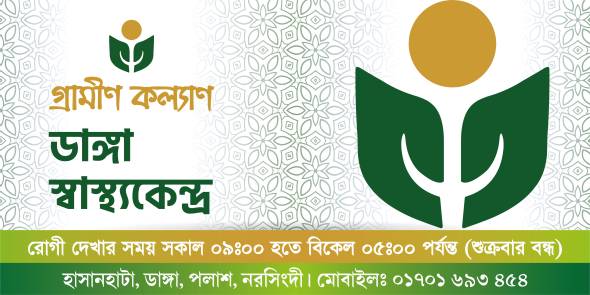 গ্রামীণ কল্যাণ
ডাঙ্গা
স্বাস্থ্যকেন্দ্র
রোগী দেখার সময় সকাল ০৯ঃ০০ হতে বিকেল ০৫ঃ০০ পর্যন্ত (শুক্রবার বন্ধ)
হাসানহাটা, ডাঙ্গা, পলাশ, নরসিংদী। মোবাইলঃ ০১৭০১ ৬৯৩ ৪৫৪